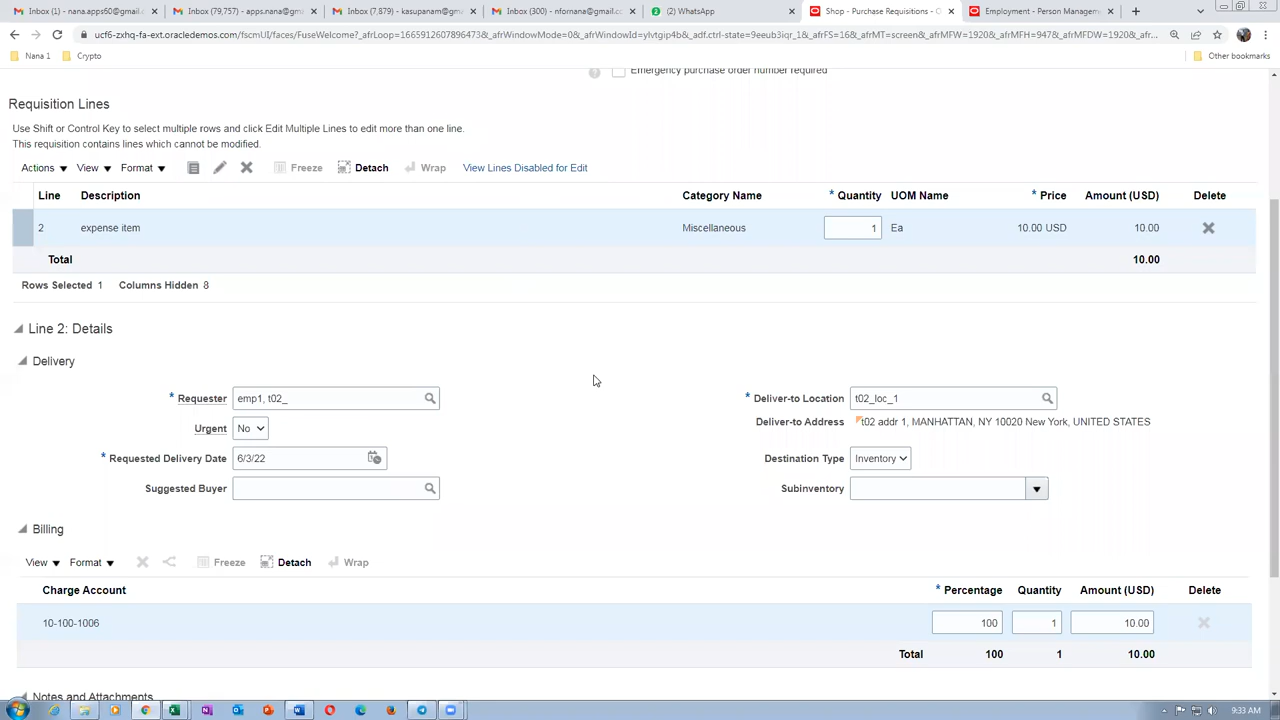 Inbox (1) - nana.apps60@gmail.c
Inbox (79,757) - apps.nana@gma
Inbox (7,879) - kasupanam@gma
Inbox (300) - nfornana@gmail.co
(2) WhatsApp
Shop - Purchase Requisitions - O
Employment - Person Manageme
ucf6-zxhq-fa-ext.oracledemos.com/fscmUI/faces/FuseWelcome?_afrLoop=1665912607896473&_afrWindowMode=0&_afrWindowId=ylvtgip4b&_adf.ctrl-state=9eeub3iqr_1&_afrFS=16&_afrMT=screen&_afrMFW=1920&_afrMFH=947&_afrMFDW=1920&_afr...
Nana 1
Crypto
Other bookmarks
Emergency purchase order number required
Requisition Lines
Use Shift or Control Key to select multiple rows and click Edit Multiple Lines to edit more than one line.
This requisition contains lines which cannot be modified.
Actions View Format Freeze Detach Wrap View Lines Disabled for Edit
Line Description Category Name * Quantity UOM Name * Price Amount (USD) Delete
2 expense item Miscellaneous 1 Ea 10.00 USD 10.00
Total 10.00
Rows Selected 1 Columns Hidden 8
Line 2: Details
Delivery
* Requester emp1, t02_
* Deliver-to Location t02_loc_1
Deliver-to Address t02 addr 1, MANHATTAN, NY 10020 New York, UNITED STATES
Urgent No
* Requested Delivery Date 6/3/22
Destination Type Inventory
Suggested Buyer
Subinventory
Billing
View Format Freeze Detach Wrap
Charge Account * Percentage Quantity Amount (USD) Delete
10-100-1006 100 1 10.00
Total 100 1 10.00
Notes and Attachments
9:33 AM